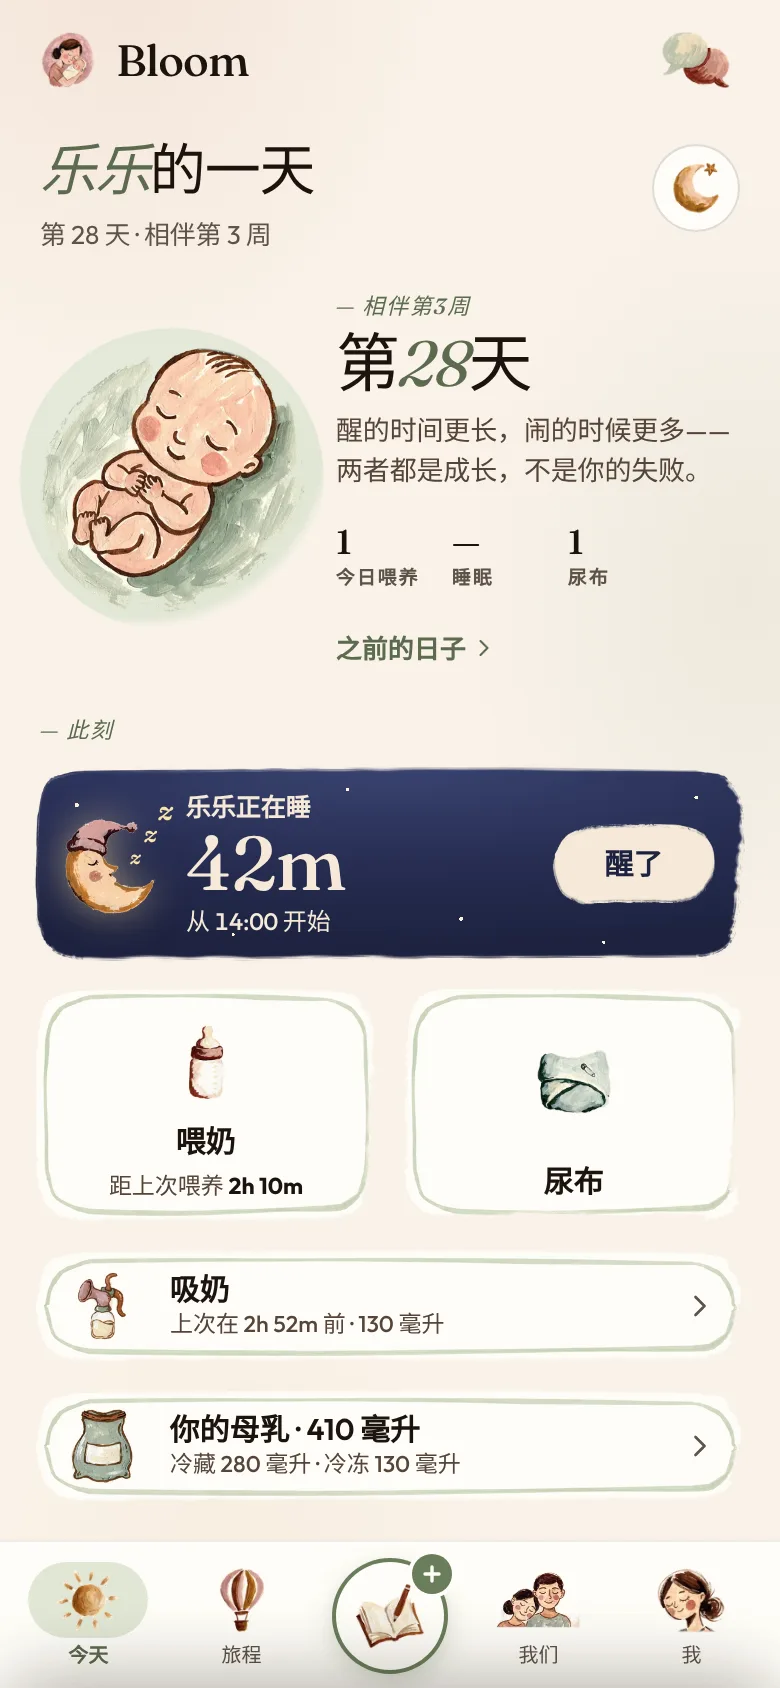 Bloom
乐乐的一天
第 28 天·相伴第 3 周
— 相伴第3周
第28天
醒的时间更长，闹的时候更多——
两者都是成长，不是你的失败。
1 — 1
今日喂养 睡眠 尿布
之前的日子
— 此刻
z z z
乐乐正在睡
42m
从 14:00 开始
醒了
喂奶
距上次喂养 2h 10m
尿布
吸奶
上次在 2h 52m 前·130 毫升
你的母乳·410 毫升
冷藏 280 毫升·冷冻 130 毫升
今天 旅程 我们 我